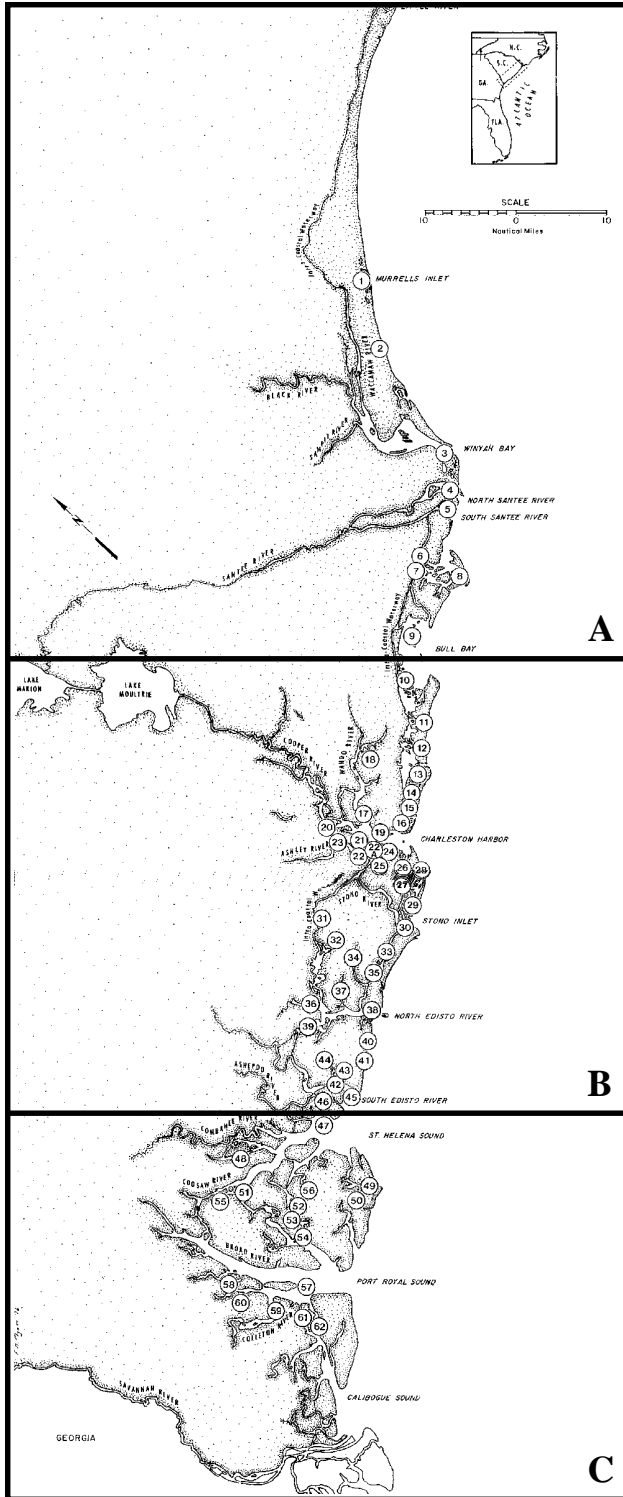 N.C.
S.C.
GA.
ATLANTIC
OCEAN
FLA.
SCALE
10 0 10
Nautical Miles
Intra Coastal Waterway
1 MURRELLS INLET
2
WACCAMAW RIVER
BLACK RIVER
SAMPIT RIVER
WINYAH BAY
3
4
NORTH SANTEE RIVER
5
SOUTH SANTEE RIVER
N
SANTEE RIVER
6
7
8
Intra Coastal Waterway
9
BULL BAY
A
LAKE
MARION
LAKE
MOULTRIE
10
11
COOPER RIVER
WANDO RIVER
12
18
13
14
15
17
16
20
19
CHARLESTON HARBOR
ASHLEY RIVER
23
21
22
22
A
24
25
26
28
27
29
STONO RIVER
STONO INLET
Intra Coastal W
31
30
32
33
34
35
37
36
38
NORTH EDISTO RIVER
39
40
44
41
ASHEPOO RIVER
43
42
46
45
SOUTH EDISTO RIVER
B
COMBAHEE RIVER
47
ST. HELENA SOUND
48
COOSAW RIVER
49
55
51
56
50
52
53
54
BROAD RIVER
58
57
PORT ROYAL SOUND
60
59
61
62
COLLETON RIVER
SAVANNAH RIVER
CALIBOGUE SOUND
GEORGIA
C